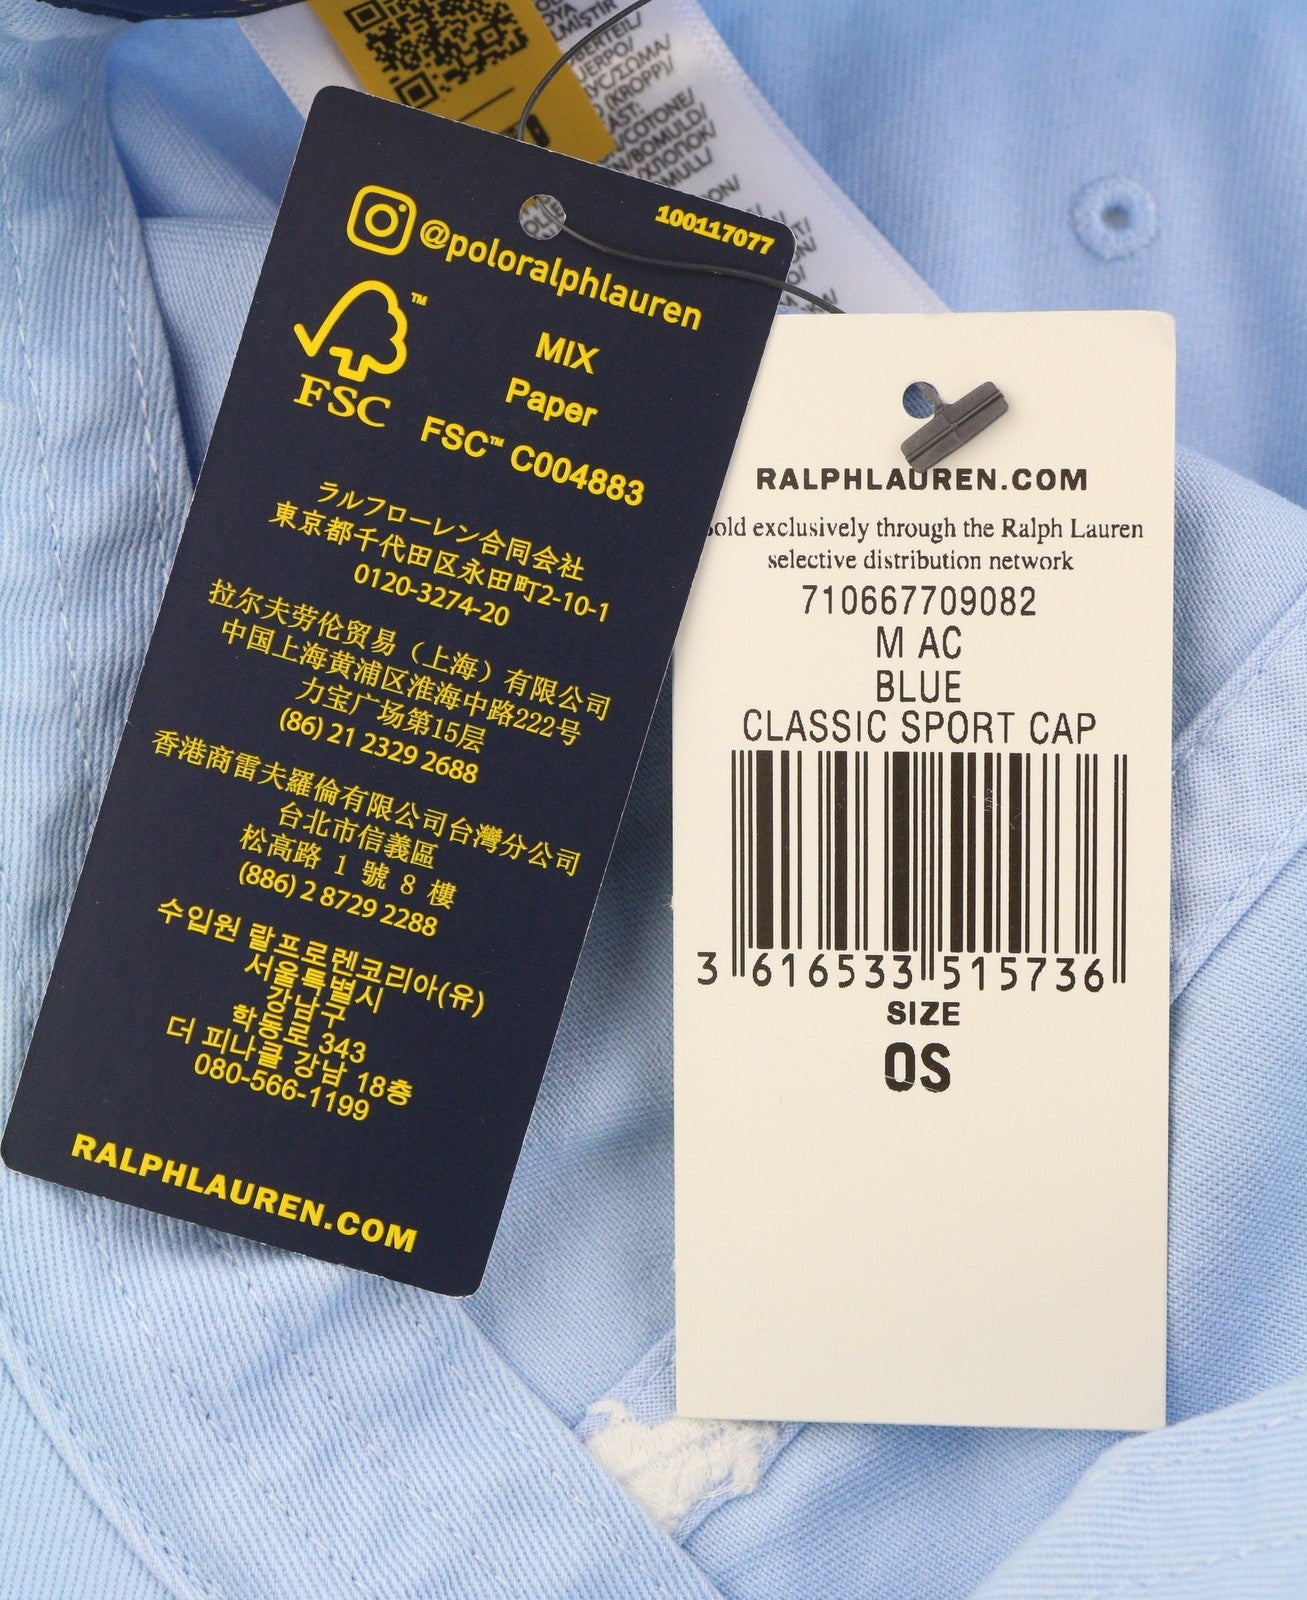 @poloralphlauren
100117077
FSC
MIX
Paper
FSC™ C004883
ラルフローレン合同会社
東京都千代田区永田町2-10-1
0120-3274-20
拉尔夫劳伦贸易（上海）有限公司
中国上海黄浦区淮海中路222号
力宝广场第15层
(86) 21 2329 2688
香港商雷夫羅倫有限公司台灣分公司
台北市信義區
松高路 1 號 8 樓
(886) 2 8729 2288
수입원 랄프로렌코리아(유)
서울특별시
강남구
학동로 343
더 피나클 강남 18층
080-566-1199
RALPHLAUREN.COM
RALPHLAUREN.COM
Sold exclusively through the Ralph Lauren
selective distribution network
710667709082
M AC
BLUE
CLASSIC SPORT CAP
3 616533 515736
SIZE
OS